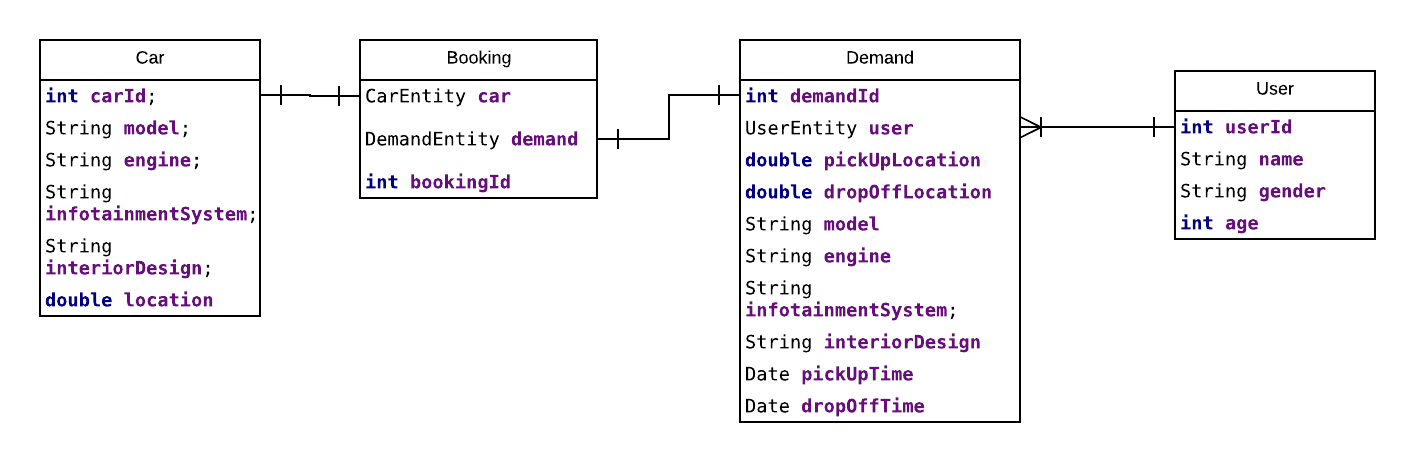 Car
int carId;
String model;
String engine;
String
infotainmentSystem;
String
interiorDesign;
double location
Booking
CarEntity car
DemandEntity demand
int bookingId
Demand
int demandId
UserEntity user
double pickUpLocation
double dropOffLocation
String model
String engine
String
infotainmentSystem;
String interiorDesign
Date pickUpTime
Date dropOffTime
User
int userId
String name
String gender
int age